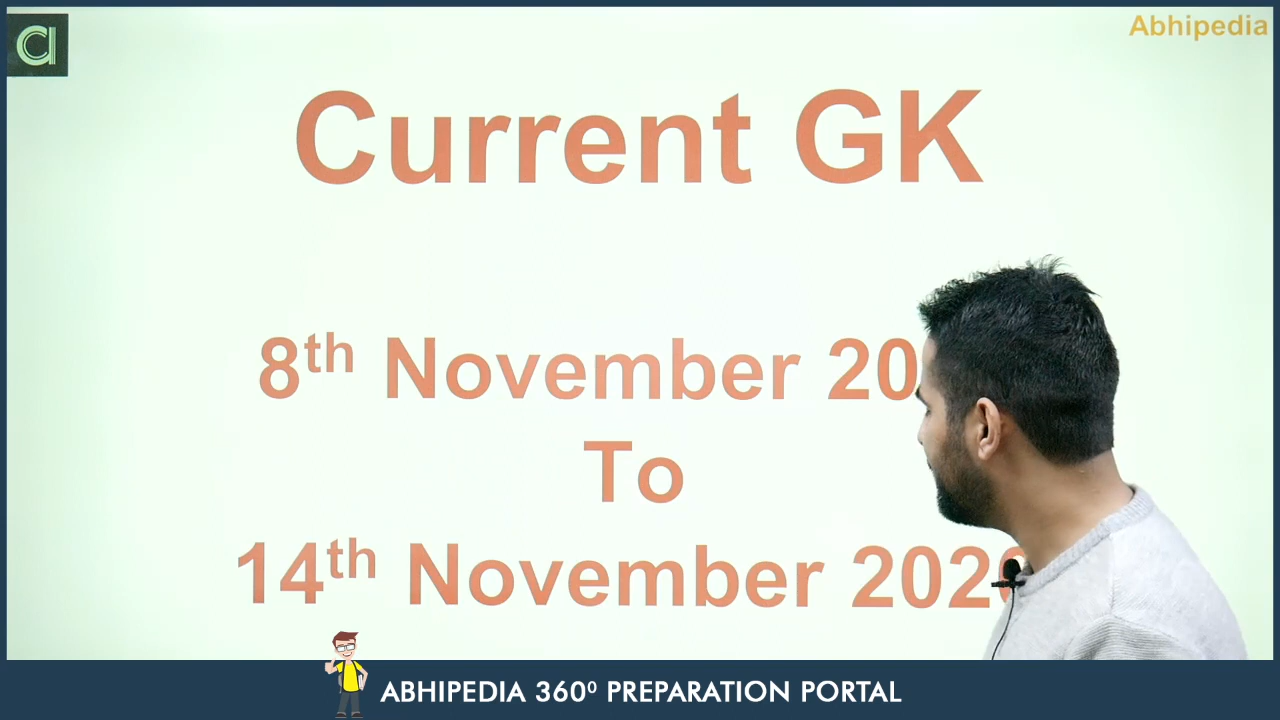 Abhipedia
Current GK
8th November 20
To
14th November 202
ABHIPEDIA 360⁰ PREPARATION PORTAL